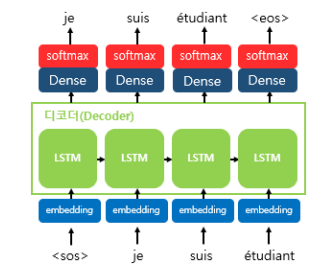 je suis étudiant <eos>
softmax softmax softmax softmax
Dense Dense Dense Dense
디코더(Decoder)
LSTM LSTM LSTM LSTM
embedding embedding embedding embedding
<sos> je suis étudiant